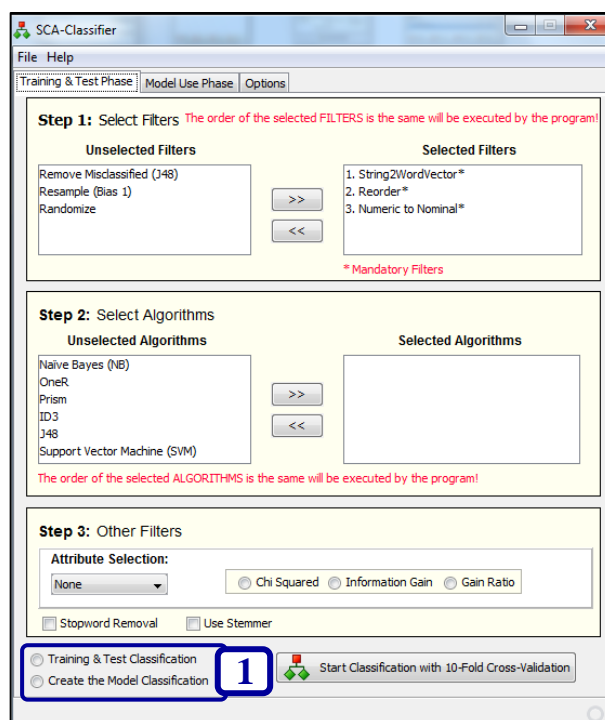 SCA-Classifier
File Help
Training & Test Phase Model Use Phase Options
Step 1: Select Filters The order of the selected FILTERS is the same will be executed by the program!
Unselected Filters Selected Filters
Remove Misclassified (J48)
Resample (Bias 1)
Randomize
>>
<<
1. String2WordVector*
2. Reorder*
3. Numeric to Nominal*
* Mandatory Filters
Step 2: Select Algorithms
Unselected Algorithms Selected Algorithms
Naïve Bayes (NB)
OneR
Prism
ID3
J48
Support Vector Machine (SVM)
>>
<<
The order of the selected ALGORITHMS is the same will be executed by the program!
Step 3: Other Filters
Attribute Selection:
None Chi Squared Information Gain Gain Ratio
Stopword Removal Use Stemmer
Training & Test Classification
Create the Model Classification
1
Start Classification with 10-Fold Cross-Validation